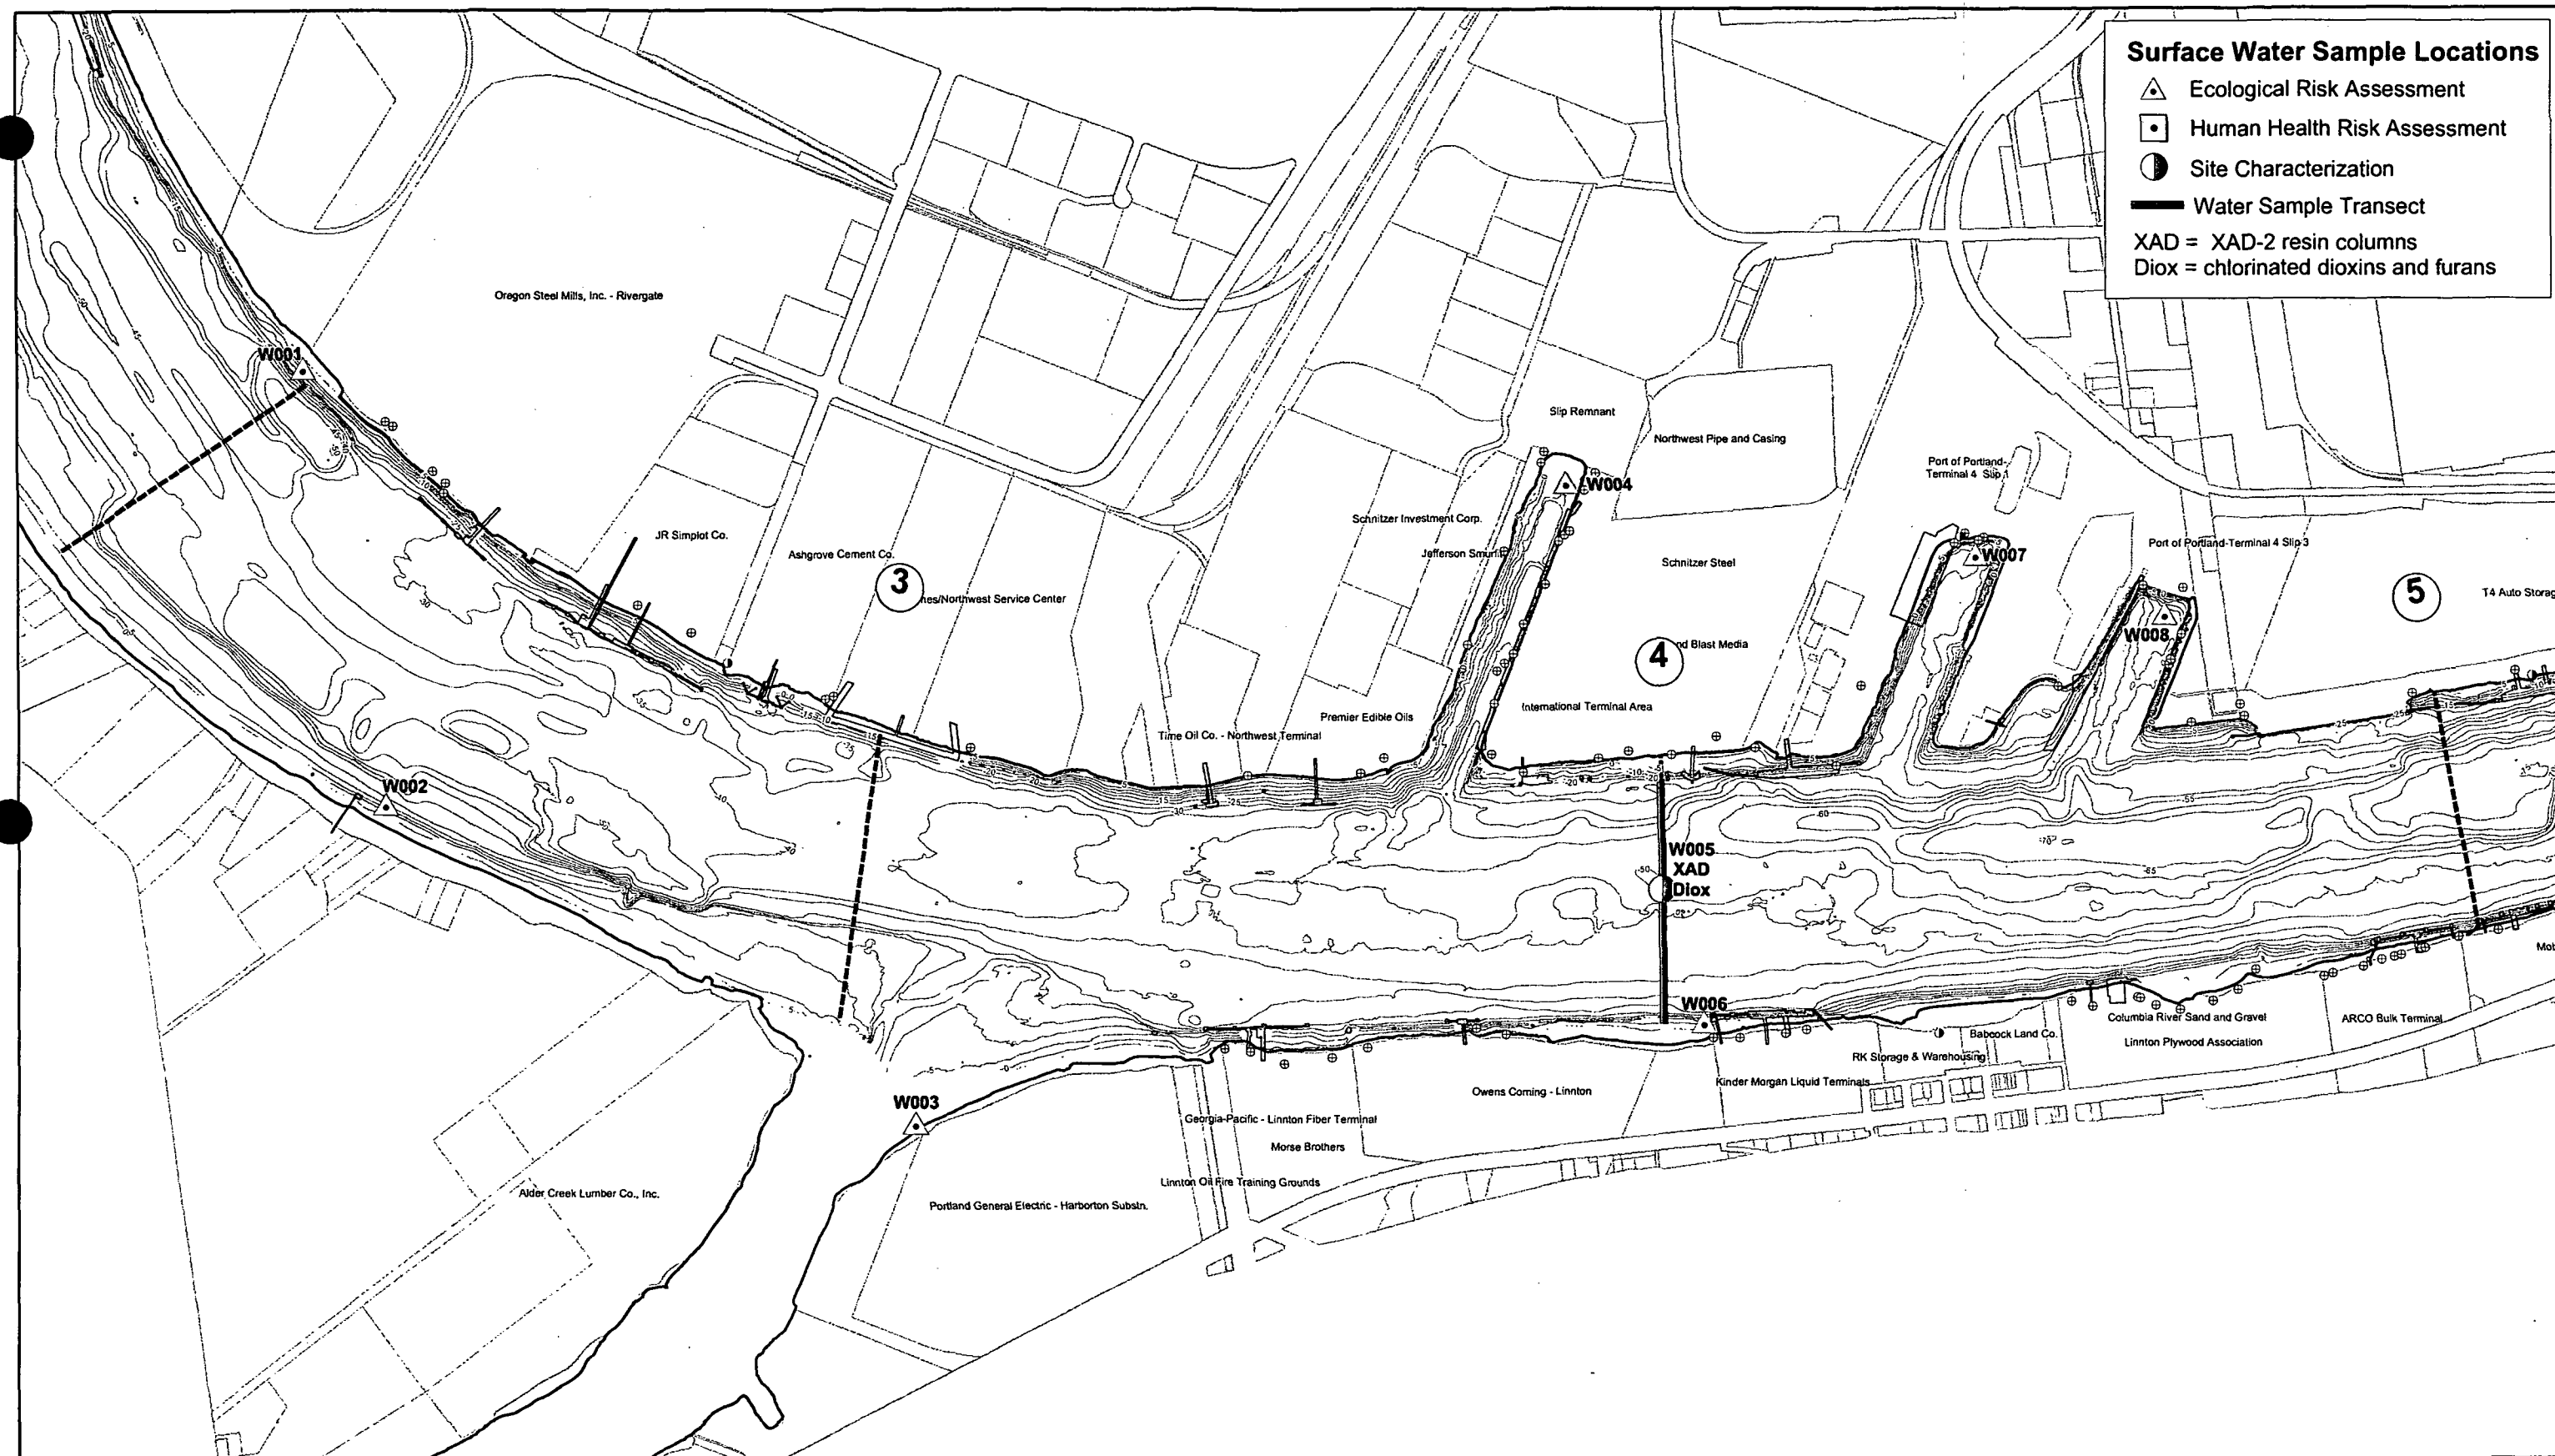 Surface Water Sample Locations
Ecological Risk Assessment
Human Health Risk Assessment
Site Characterization
Water Sample Transect
XAD = XAD-2 resin columns
Diox = chlorinated dioxins and furans
Oregon Steel Mills, Inc. - Rivergate
W001
Slip Remnant
Northwest Pipe and Casing
Port of Portland-
Terminal 4 Slip 1
W004
Schnitzer Investment Corp.
JR Simplot Co.
Ashgrove Cement Co.
Jefferson Smurfit
Schnitzer Steel
W007
Port of Portland-Terminal 4 Slip 3
3
nes/Northwest Service Center
5
T4 Auto Storag
W008
4
nd Blast Media
International Terminal Area
Premier Edible Oils
Time Oil Co. - Northwest Terminal
W002
W005
XAD
Diox
W006
W003
Columbia River Sand and Gravel
ARCO Bulk Terminal
Babcock Land Co.
Linnton Plywood Association
RK Storage & Warehousing
Kinder Morgan Liquid Terminals
Owens Corning - Linnton
Georgia-Pacific - Linnton Fiber Terminal
Morse Brothers
Linnton Oil Fire Training Grounds
Alder Creek Lumber Co., Inc.
Portland General Electric - Harborton Substn.